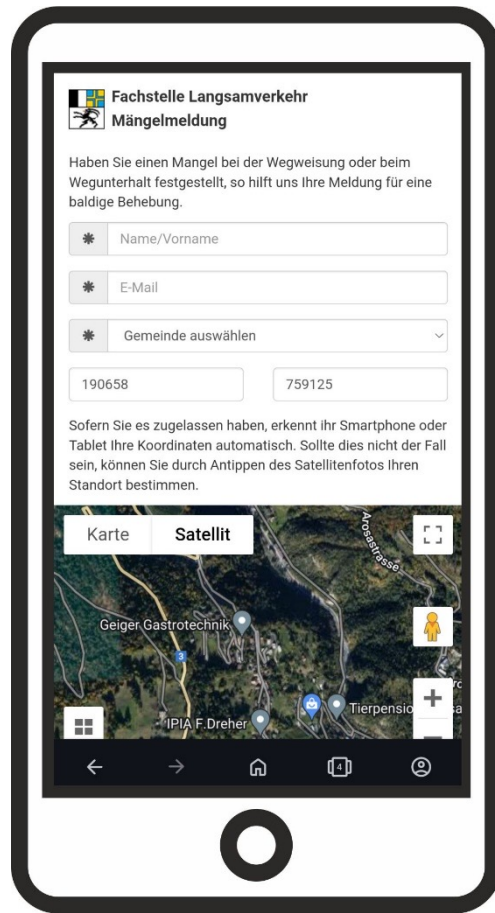 Fachstelle Langsamverkehr
Mängelmeldung
Haben Sie einen Mangel bei der Wegweisung oder beim
Wegunterhalt festgestellt, so hilft uns Ihre Meldung für eine
baldige Behebung.
Name/Vorname
E-Mail
Gemeinde auswählen
190658 759125
Sofern Sie es zugelassen haben, erkennt ihr Smartphone oder
Tablet Ihre Koordinaten automatisch. Sollte dies nicht der Fall
sein, können Sie durch Antippen des Satellitenfotos Ihren
Standort bestimmen.
Karte Satellit
Arosastrasse
Geiger Gastrotechnik
3
Tierpensio
IPIA F.Dreher
4